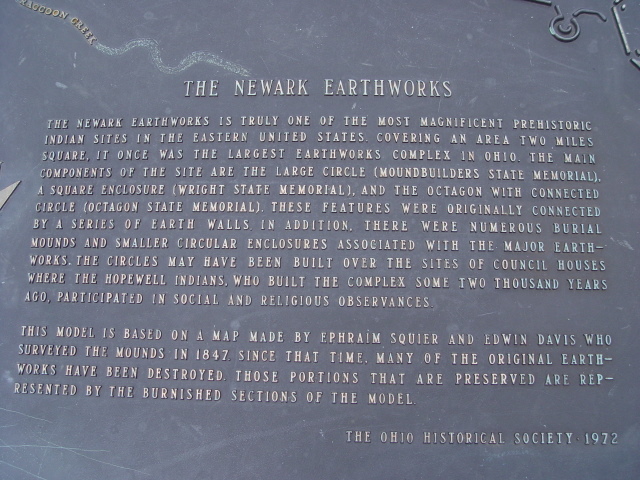 RACCOON CREEK
THE NEWARK EARTHWORKS
THE NEWARK EARTHWORKS IS TRULY ONE OF THE MOST MAGNIFICENT PREHISTORIC
INDIAN SITES IN THE EASTERN UNITED STATES. COVERING AN AREA TWO MILES
SQUARE, IT ONCE WAS THE LARGEST EARTHWORKS COMPLEX IN OHIO. THE MAIN
COMPONENTS OF THE SITE ARE THE LARGE CIRCLE (MOUNDBUILDERS STATE MEMORIAL),
A SQUARE ENCLOSURE (WRIGHT STATE MEMORIAL), AND THE OCTAGON WITH CONNECTED
CIRCLE (OCTAGON STATE MEMORIAL). THESE FEATURES WERE ORIGINALLY CONNECTED
BY A SERIES OF EARTH WALLS. IN ADDITION, THERE WERE NUMEROUS BURIAL
MOUNDS AND SMALLER CIRCULAR ENCLOSURES ASSOCIATED WITH THE MAJOR EARTH-
WORKS. THE CIRCLES MAY HAVE BEEN BUILT OVER THE SITES OF COUNCIL HOUSES
WHERE THE HOPEWELL INDIANS, WHO BUILT THE COMPLEX SOME TWO THOUSAND YEARS
AGO, PARTICIPATED IN SOCIAL AND RELIGIOUS OBSERVANCES.
THIS MODEL IS BASED ON A MAP MADE BY EPHRAIM SQUIER AND EDWIN DAVIS WHO
SURVEYED THE MOUNDS IN 1847. SINCE THAT TIME, MANY OF THE ORIGINAL EARTH-
WORKS HAVE BEEN DESTROYED. THOSE PORTIONS THAT ARE PRESERVED ARE REP-
RESENTED BY THE BURNISHED SECTIONS OF THE MODEL.
THE OHIO HISTORICAL SOCIETY 1972